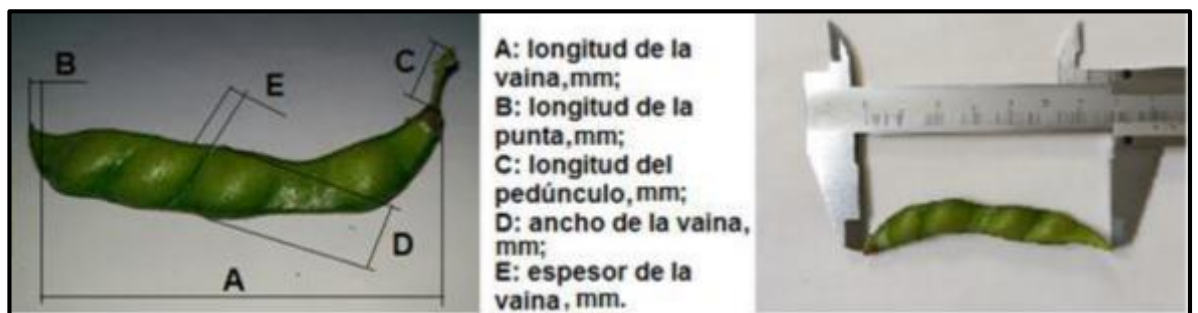 B
E
C
D
A
A: longitud de la
vaina,mm;
B: longitud de la
punta,mm;
C: longitud del
pedúnculo,mm;
D: ancho de la vaina,
mm;
E: espesor de la
vaina, mm.